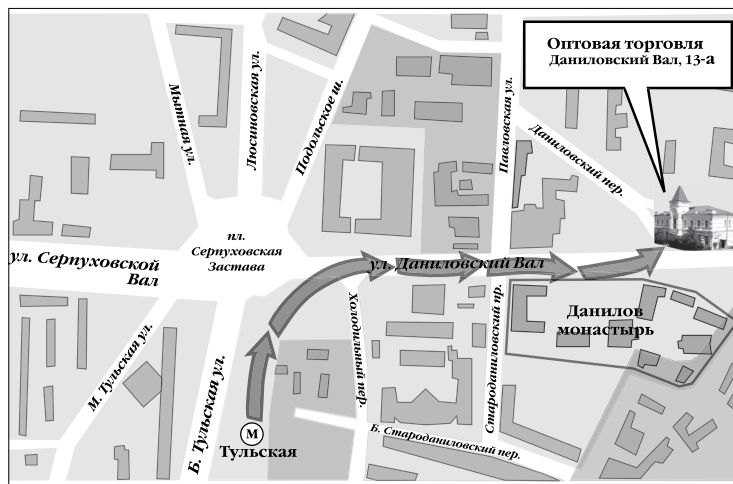 Оптовая торговля
Даниловский Вал, 13-а
Мытная ул.
Люсиновская ул.
Подольское ш.
Павловская ул.
Даниловский пер.
пл.
Серпуховская
Застава
ул. Серпуховской
Вал
ул. Даниловский Вал
Данилов
монастырь
Холодильный пер.
Староданиловский пр.
М. Тульская ул.
Б. Тульская ул.
М
Тульская
Б. Староданиловский пер.